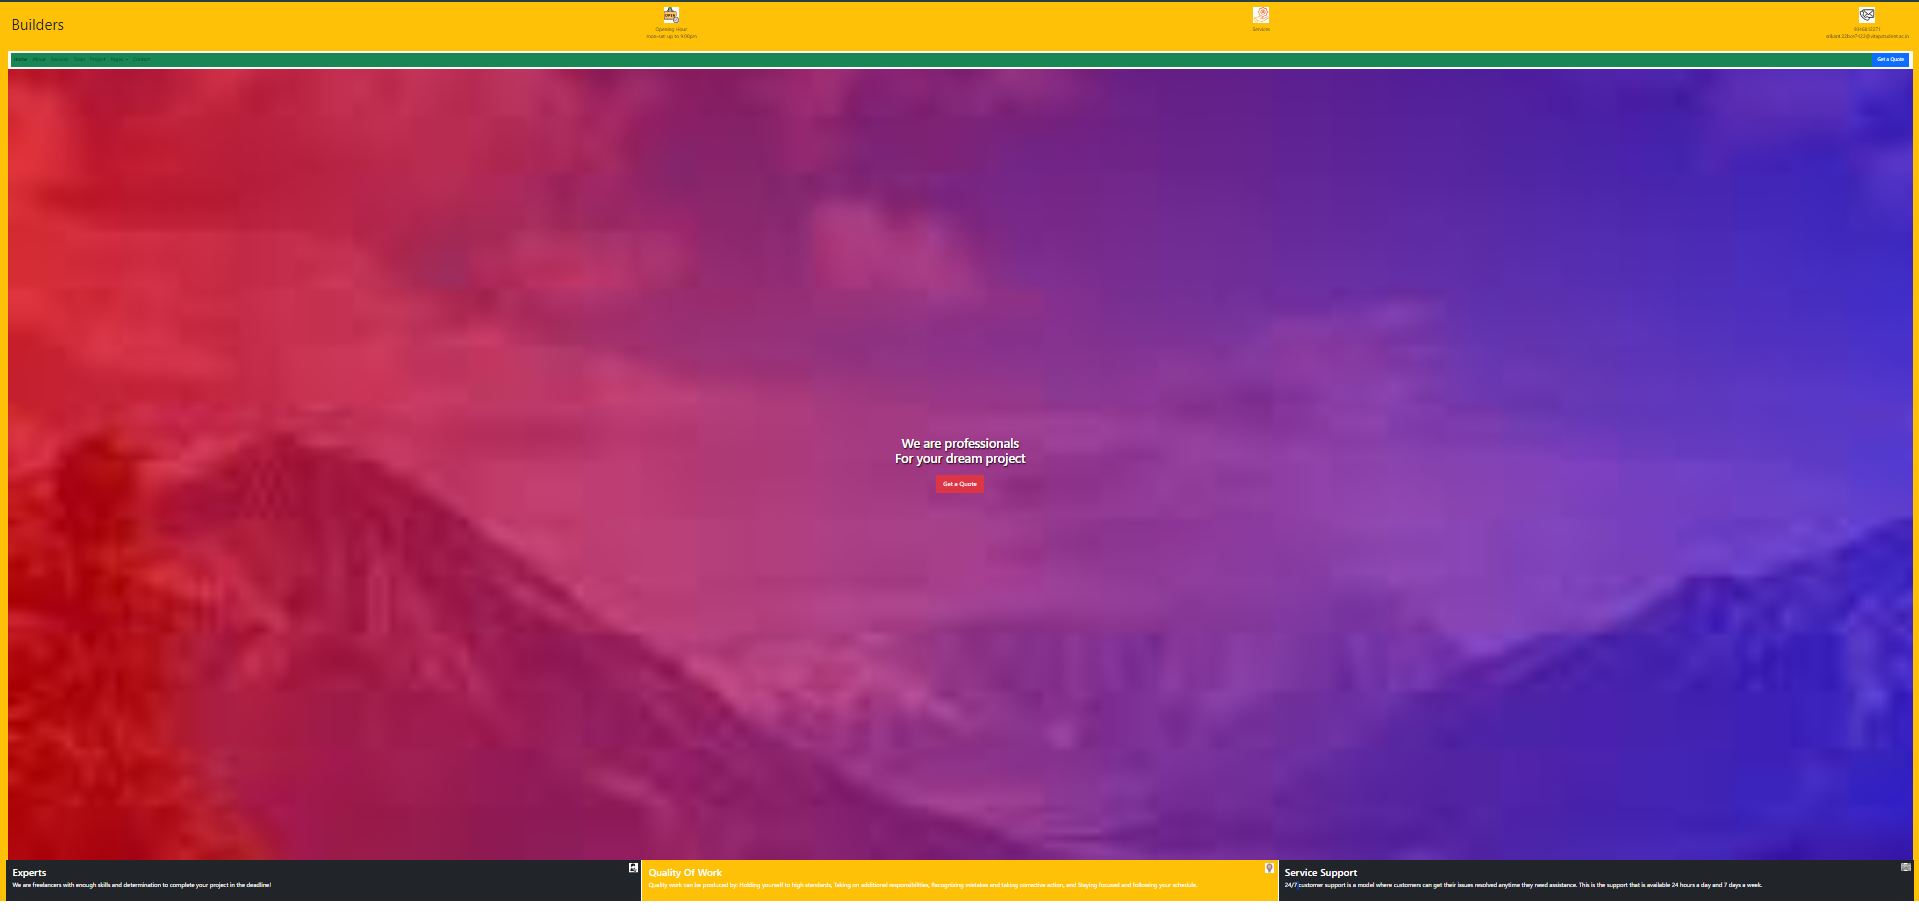 Builders
OPEN
Opening Hour
mon-sat up to 9:00pm
Services
Home About Services Team Project Pages Contact
Get a Quote
We are professionals
For your dream project
Get a Quote
Experts
We are freelancers with enough skills and determination to complete your project in the deadline!
Quality Of Work
Quality work can be produced by: Holding yourself to high standards, Taking on additional responsibilities, Recognizing mistakes and taking corrective action, and Staying focused and following your schedule.
Service Support
24/7 customer support is a model where customers can get their issues resolved anytime they need assistance. This is the support that is available 24 hours a day and 7 days a week.